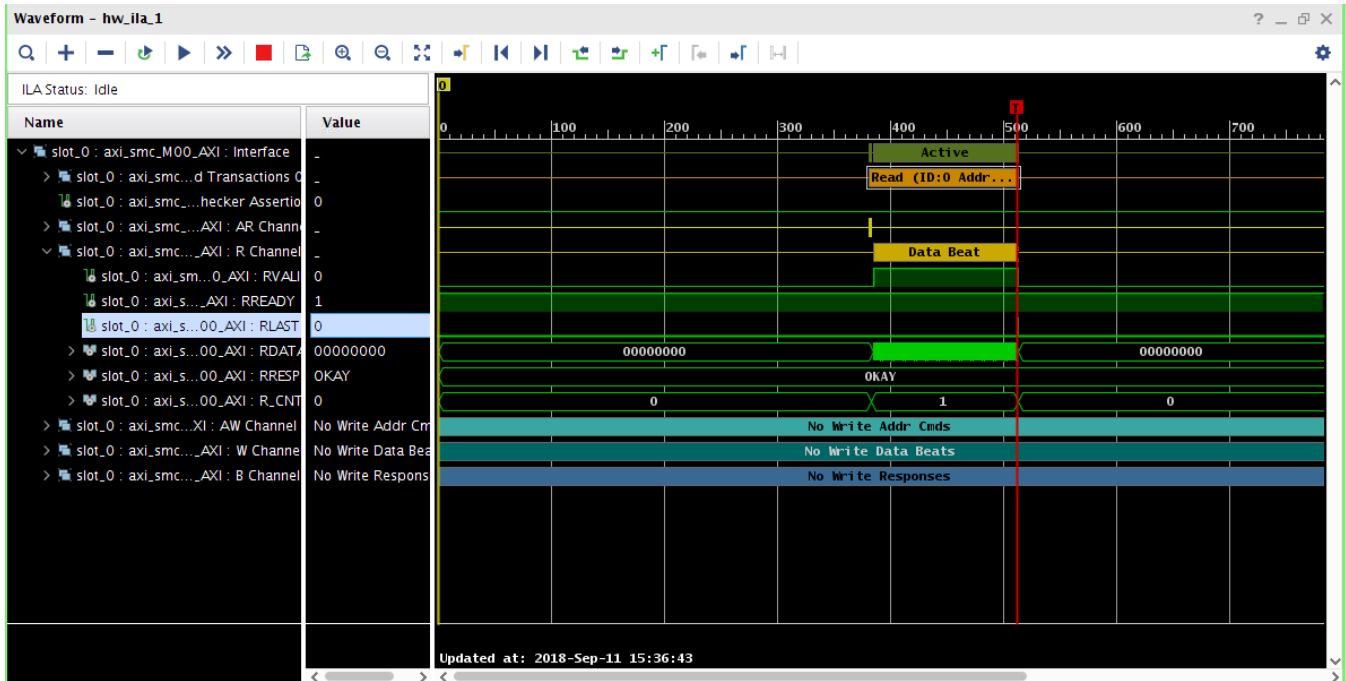 Waveform - hw_ila_1
ILA Status: Idle
Name Value
0
T
0 100 200 300 400 500 600 700
slot_0 : axi_smc_M00_AXI : Interface _ Active
slot_0 : axi_smc...d Transactions _ Read (ID:0 Addr...
slot_0 : axi_smc_...hecker Assertio 0
slot_0 : axi_smc...._AXI : AR Chann _
slot_0 : axi_smc..._AXI : R Channel _ Data Beat
slot_0 : axi_sm...0_AXI : RVALI 0
slot_0 : axi_s..._AXI : RREADY 1
slot_0 : axi_s...00_AXI : RLAST 0
slot_0 : axi_s...00_AXI : RDATA 00000000 00000000 00000000
slot_0 : axi_s...00_AXI : RRESP OKAY OKAY
slot_0 : axi_s...00_AXI : R_CNT 0 0 1 0
slot_0 : axi_smc...XI : AW Channel No Write Addr Cm No Write Addr Cmds
slot_0 : axi_smc..._AXI : W Channe No Write Data Bea No Write Data Beats
slot_0 : axi_smc..._AXI : B Channel No Write Respons No Write Responses
Updated at: 2018-Sep-11 15:36:43